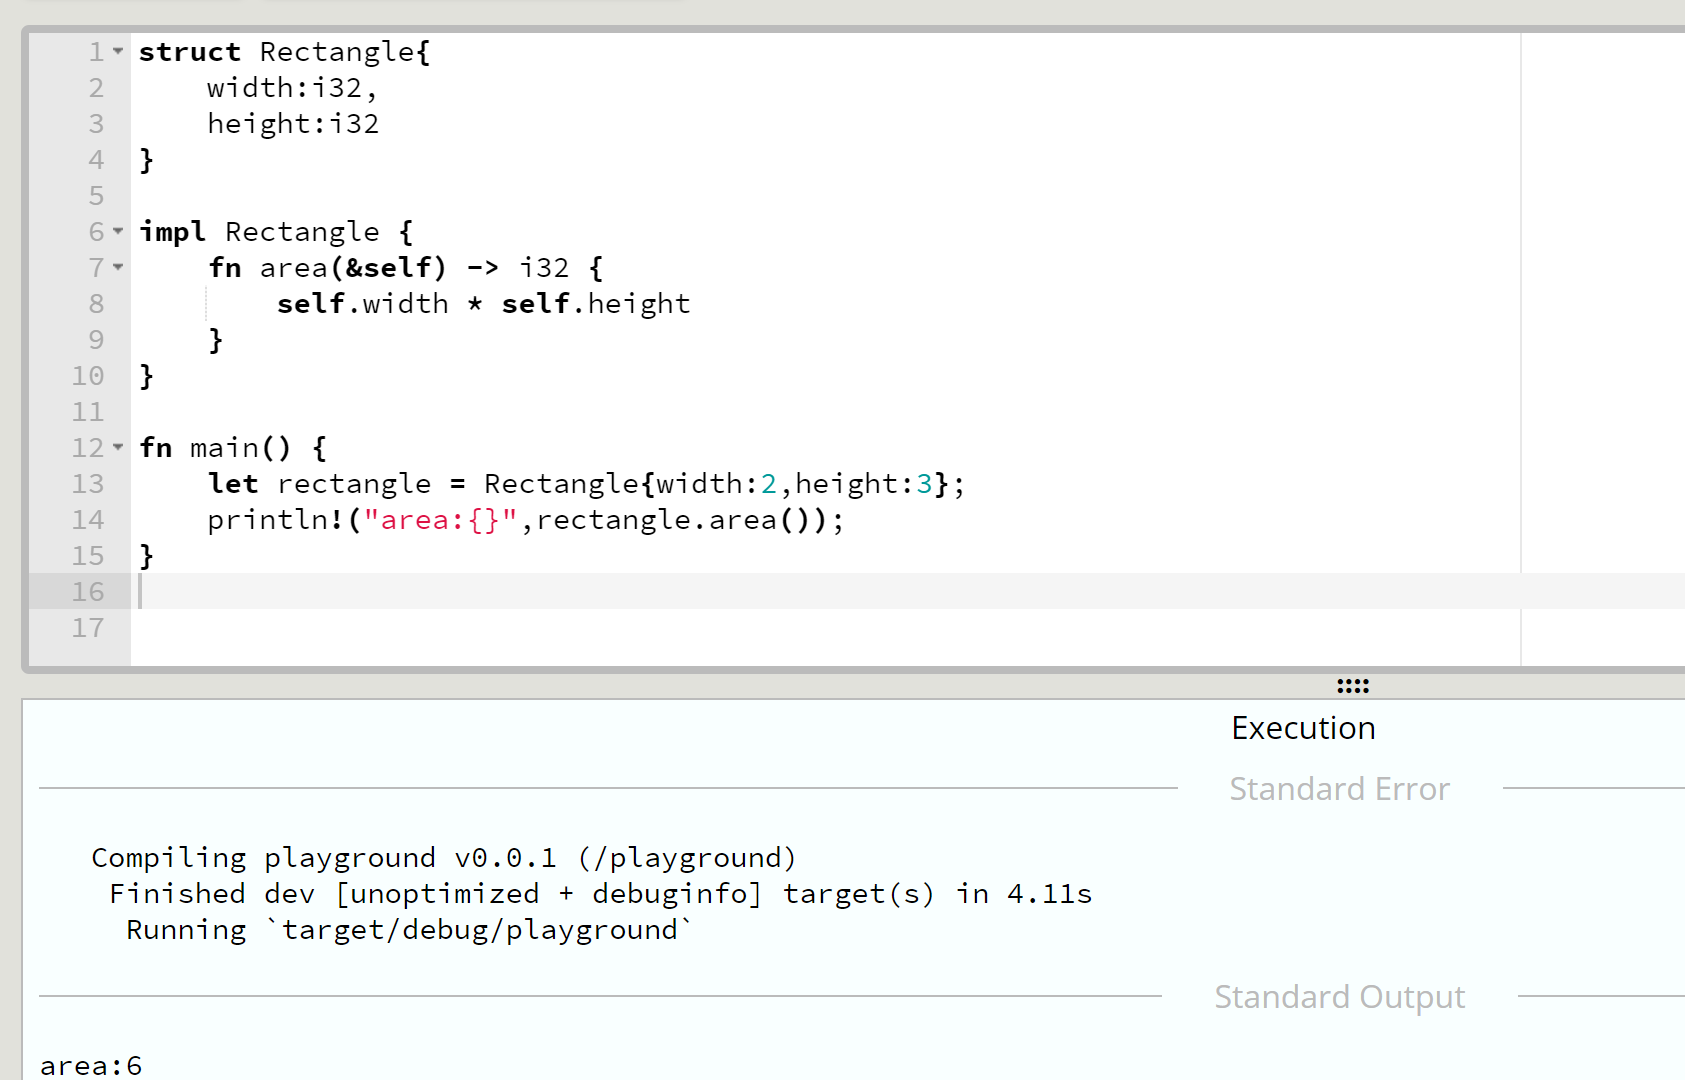 1 struct Rectangle{
2     width:i32,
3     height:i32
4 }
5
6 impl Rectangle {
7     fn area(&self) -> i32 {
8         self.width * self.height
9     }
10 }
11
12 fn main() {
13     let rectangle = Rectangle{width:2,height:3};
14     println!("area:{}",rectangle.area());
15 }
16
17
Execution
Standard Error
   Compiling playground v0.0.1 (/playground)
    Finished dev [unoptimized + debuginfo] target(s) in 4.11s
     Running `target/debug/playground`
Standard Output
area:6